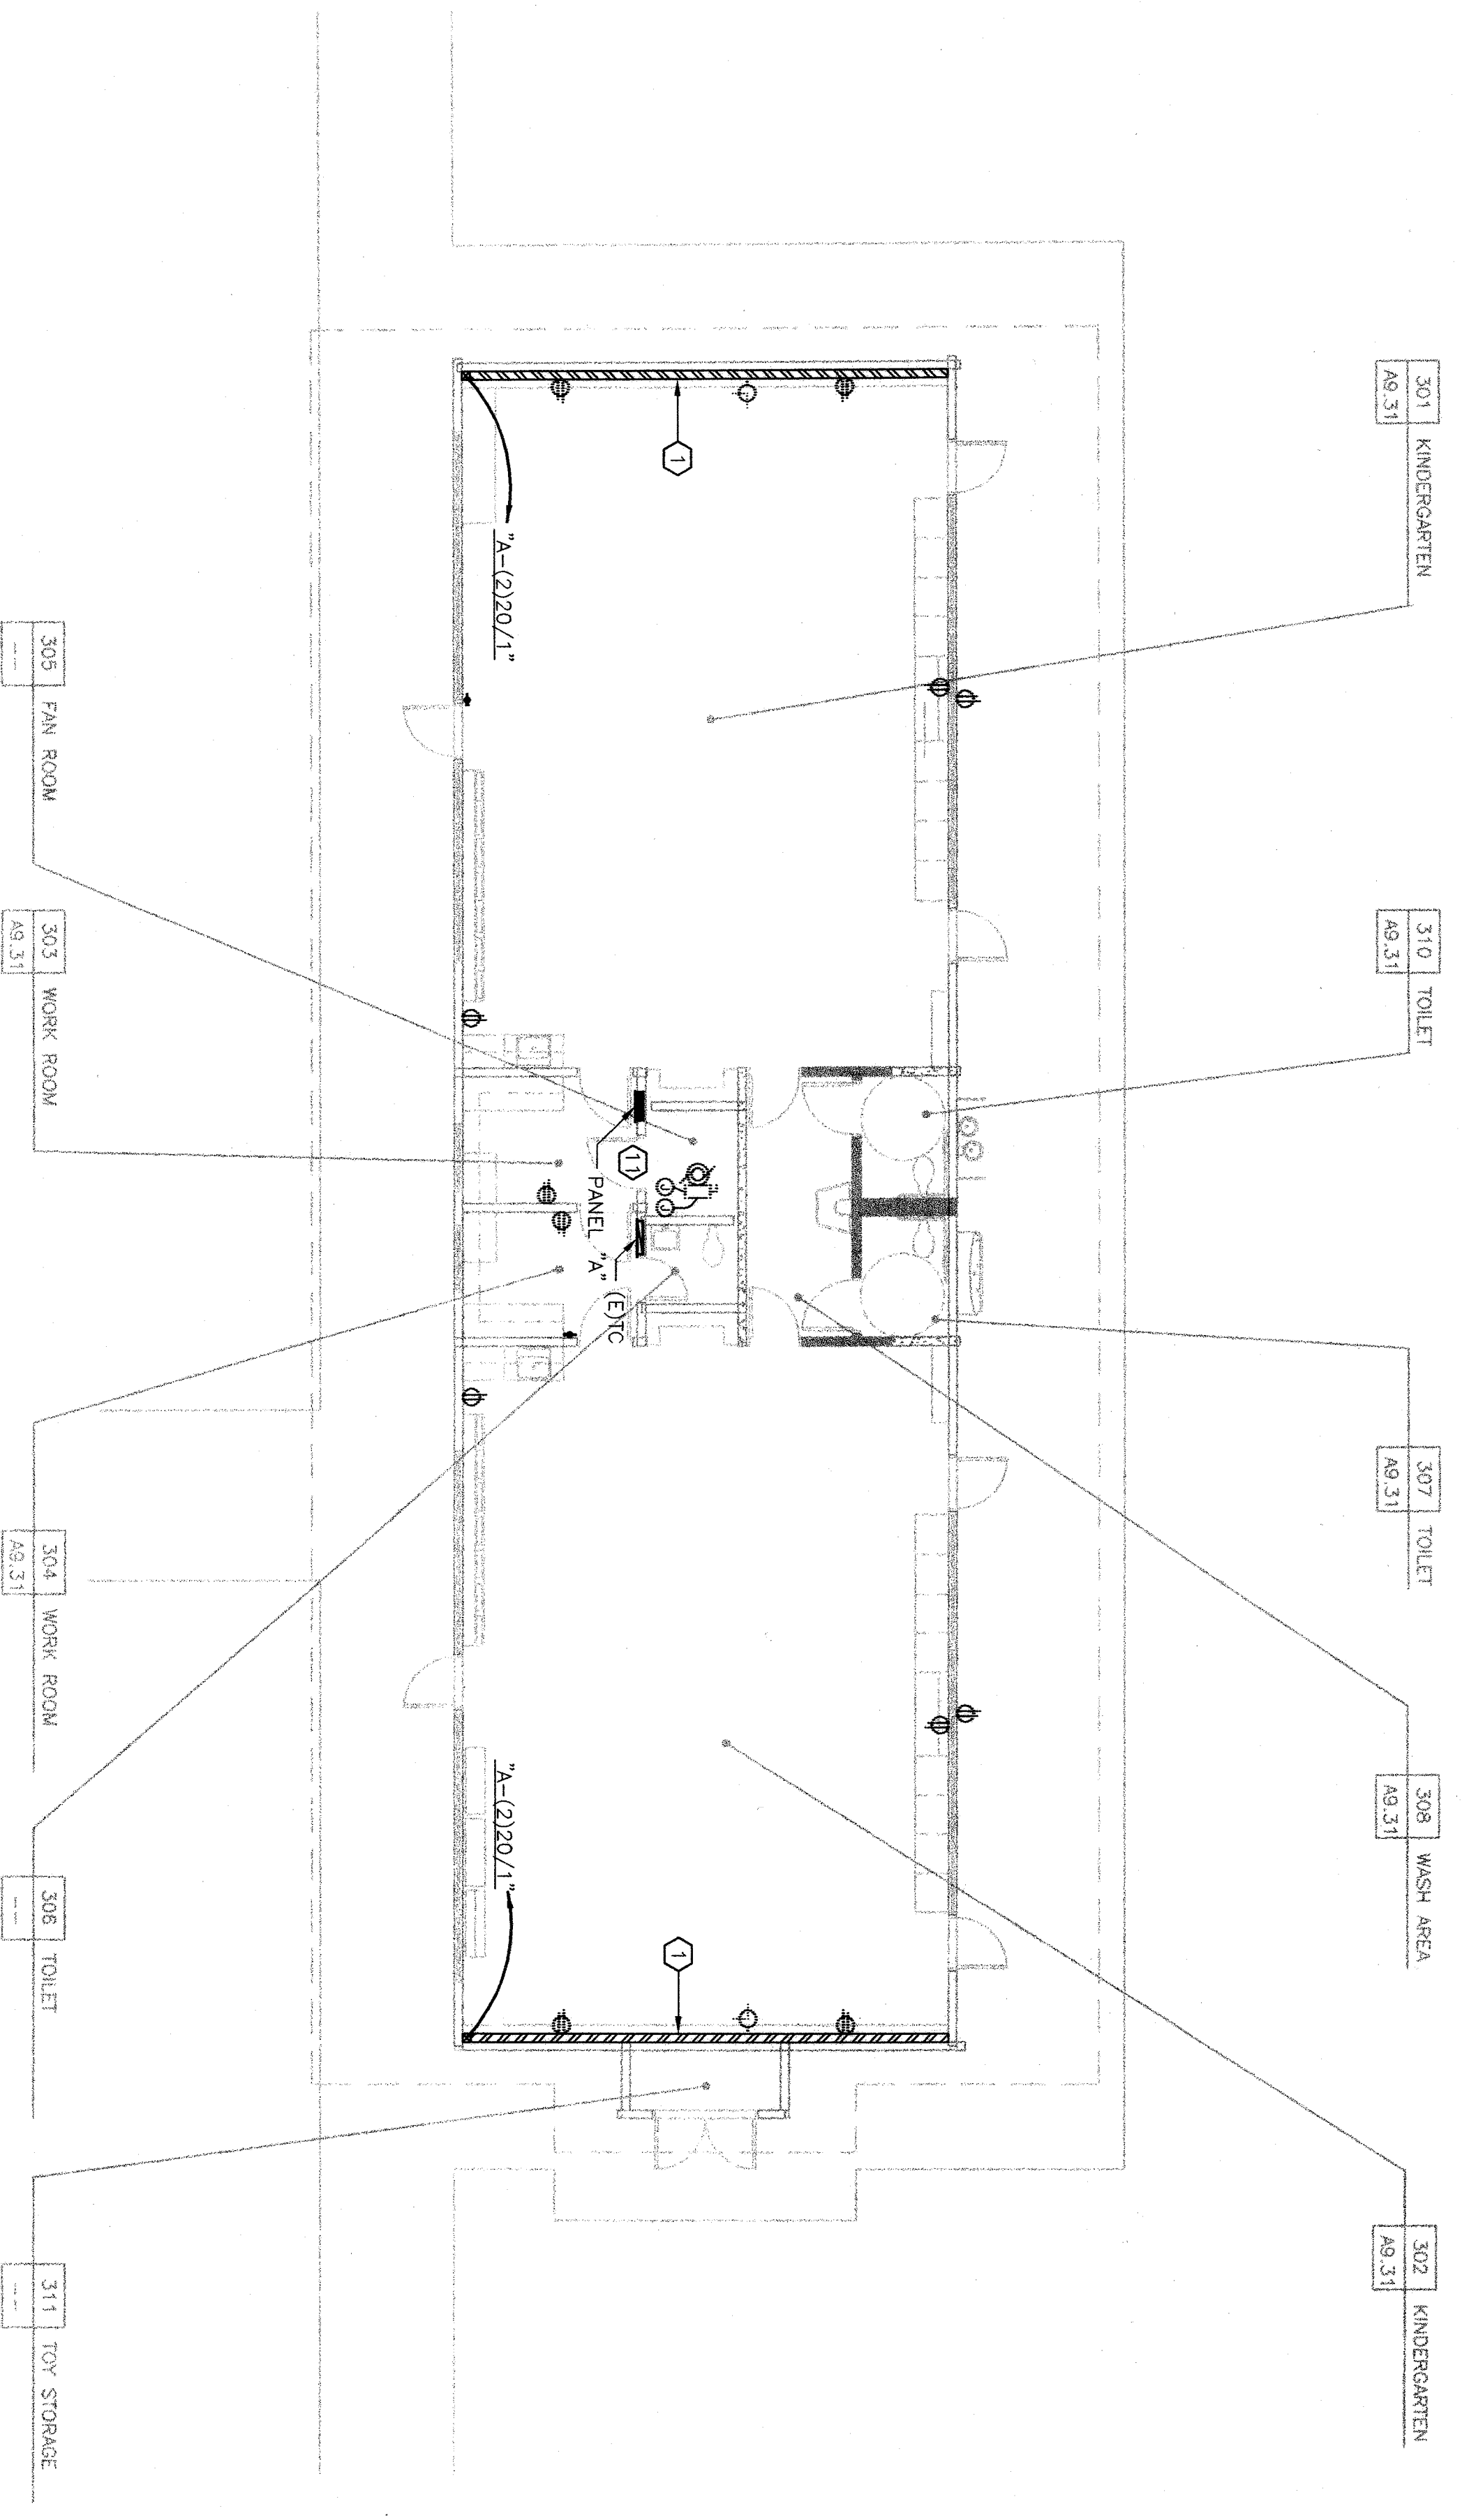 301 KINDERGARTEN
A9.31
310 TOILET
A9.31
307 TOILET
A9.31
308 WASH AREA
A9.31
302 KINDERGARTEN
A9.31
1
1
J
J
11
PANEL "A"
(E)TC
"A-(2)20/1"
"A-(2)20/1"
305 FAN ROOM
---
303 WORK ROOM
A9.31
304 WORK ROOM
A9.31
306 TOILET
---
311 TOY STORAGE
---